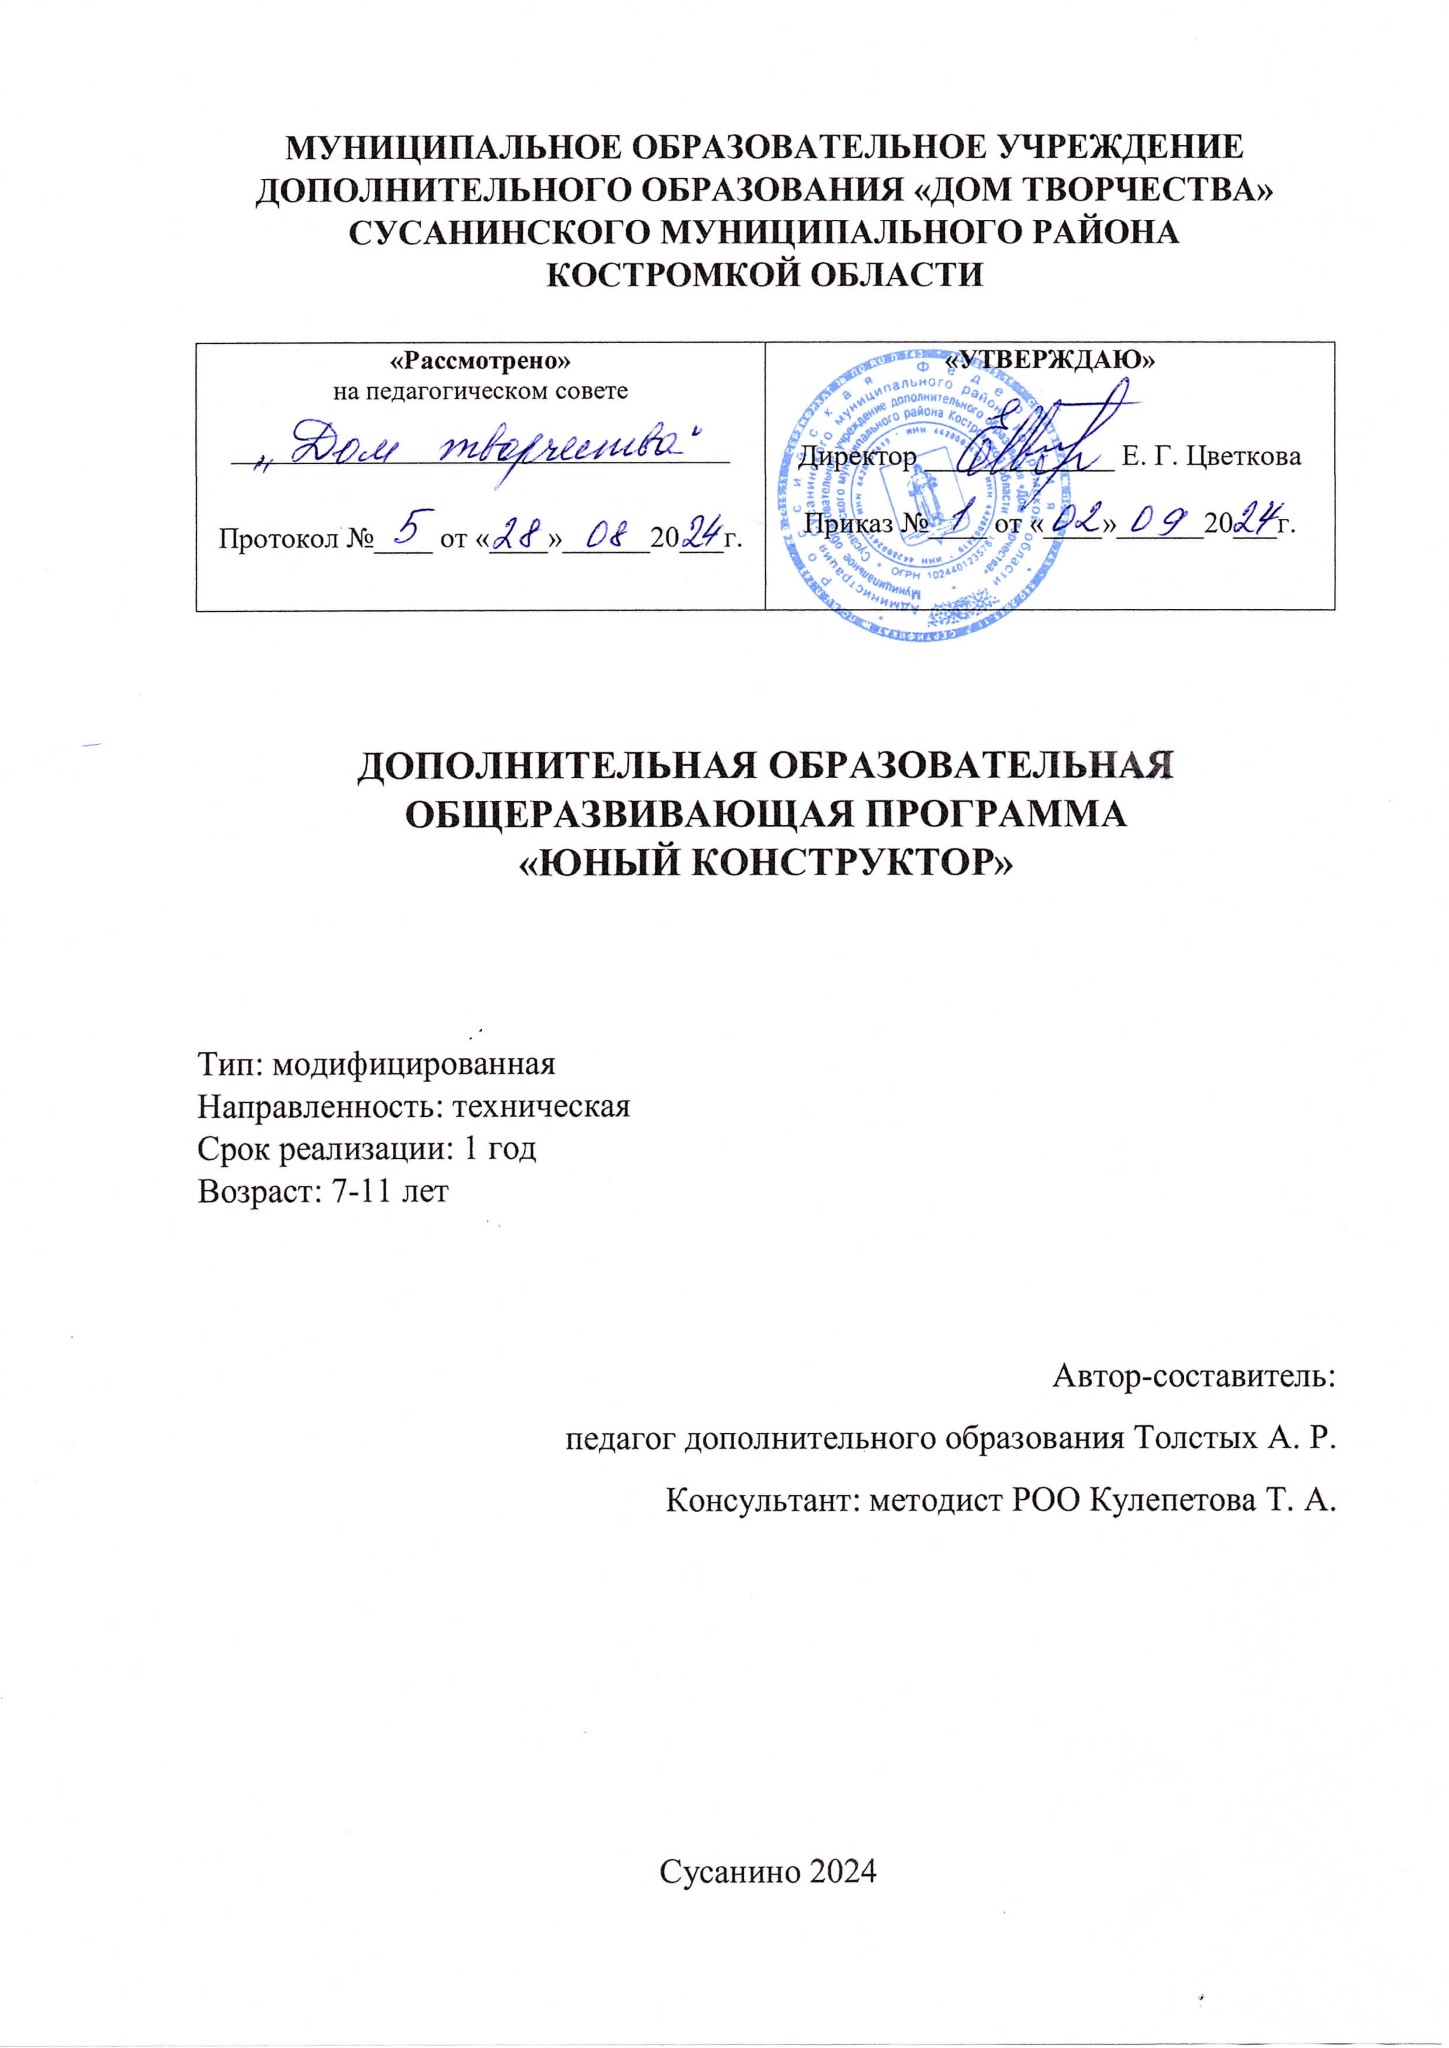 МУНИЦИПАЛЬНОЕ ОБРАЗОВАТЕЛЬНОЕ УЧРЕЖДЕНИЕ
ДОПОЛНИТЕЛЬНОГО ОБРАЗОВАНИЯ «ДОМ ТВОРЧЕСТВА»
СУСАНИНСКОГО МУНИЦИПАЛЬНОГО РАЙОНА
КОСТРОМКОЙ ОБЛАСТИ
«Рассмотрено»
на педагогическом совете
„Дом творчества“
Протокол № 5 от «28» 08 2024г.
«УТВЕРЖДАЮ»
Директор Е. Г. Цветкова
Приказ № 1 от «02» 09 2024г.
ДОПОЛНИТЕЛЬНАЯ ОБРАЗОВАТЕЛЬНАЯ
ОБЩЕРАЗВИВАЮЩАЯ ПРОГРАММА
«ЮНЫЙ КОНСТРУКТОР»
Тип: модифицированная
Направленность: техническая
Срок реализации: 1 год
Возраст: 7-11 лет
Автор-составитель:
педагог дополнительного образования Толстых А. Р.
Консультант: методист РОО Кулепетова Т. А.
Сусанино 2024